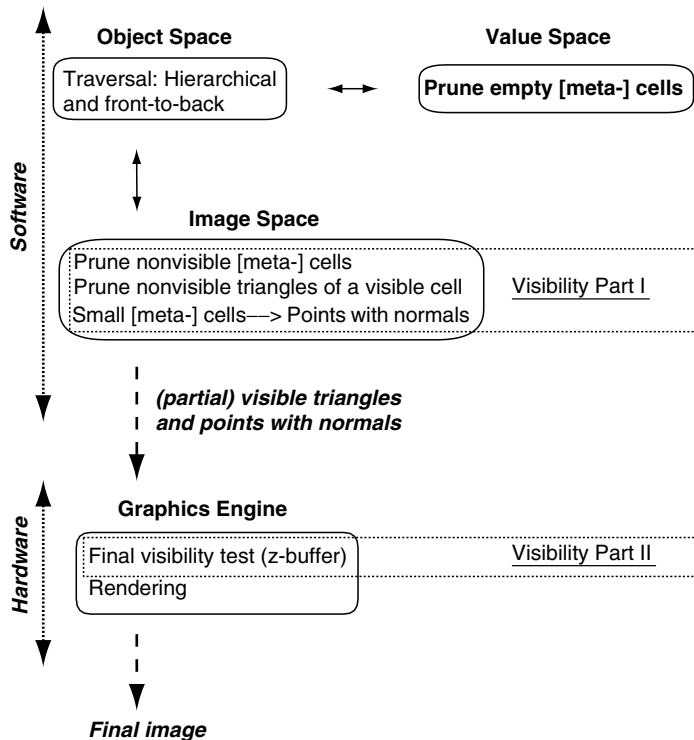 Object Space
Value Space
Traversal: Hierarchical
and front-to-back
Prune empty [meta-] cells
Software
Image Space
Prune nonvisible [meta-] cells
Prune nonvisible triangles of a visible cell
Small [meta-] cells––> Points with normals
Visibility Part I
(partial) visible triangles
and points with normals
Hardware
Graphics Engine
Final visibility test (z-buffer)
Rendering
Visibility Part II
Final image